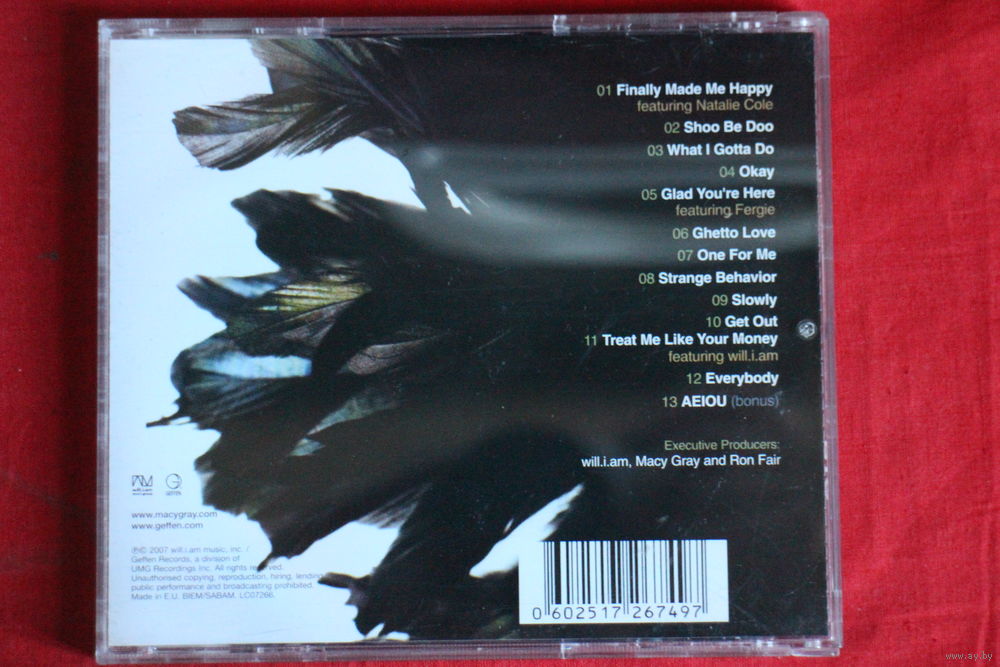 01 Finally Made Me Happy
featuring Natalie Cole
02 Shoo Be Doo
03 What I Gotta Do
04 Okay
05 Glad You're Here
featuring Fergie
06 Ghetto Love
07 One For Me
08 Strange Behavior
09 Slowly
10 Get Out
11 Treat Me Like Your Money
featuring will.i.am
12 Everybody
13 AEIOU (bonus)
Executive Producers:
will.i.am, Macy Gray and Ron Fair
will.i.am
GEFFEN
www.macygray.com
www.geffen.com
℗© 2007 will.i.am music, inc. /
Geffen Records, a division of
UMG Recordings Inc. All rights reserved.
Unauthorised copying, reproduction, hiring, lending,
public performance and broadcasting prohibited.
Made in E.U. BIEM/SABAM. LC07266.
0 602517 267497
www.ay.by